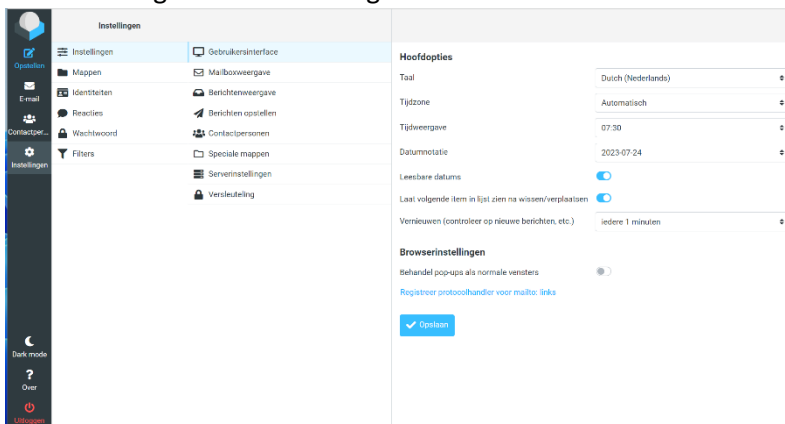 Instellingen
Opstellen
E-mail
Contactper...
Instellingen
Dark mode
Over
Uitloggen
Instellingen
Mappen
Identiteiten
Reacties
Wachtwoord
Filters
Gebruikersinterface
Mailboxweergave
Berichtenweergave
Berichten opstellen
Contactpersonen
Speciale mappen
Serverinstellingen
Versleuteling
Hoofdopties
Taal Dutch (Nederlands)
Tijdzone Automatisch
Tijdweergave 07:30
Datumnotatie 2023-07-24
Leesbare datums
Laat volgende item in lijst zien na wissen/verplaatsen
Vernieuwen (controleer op nieuwe berichten, etc.) iedere 1 minuten
Browserinstellingen
Behandel pop-ups als normale vensters
Registreer protocolhandler voor mailto: links
Opslaan